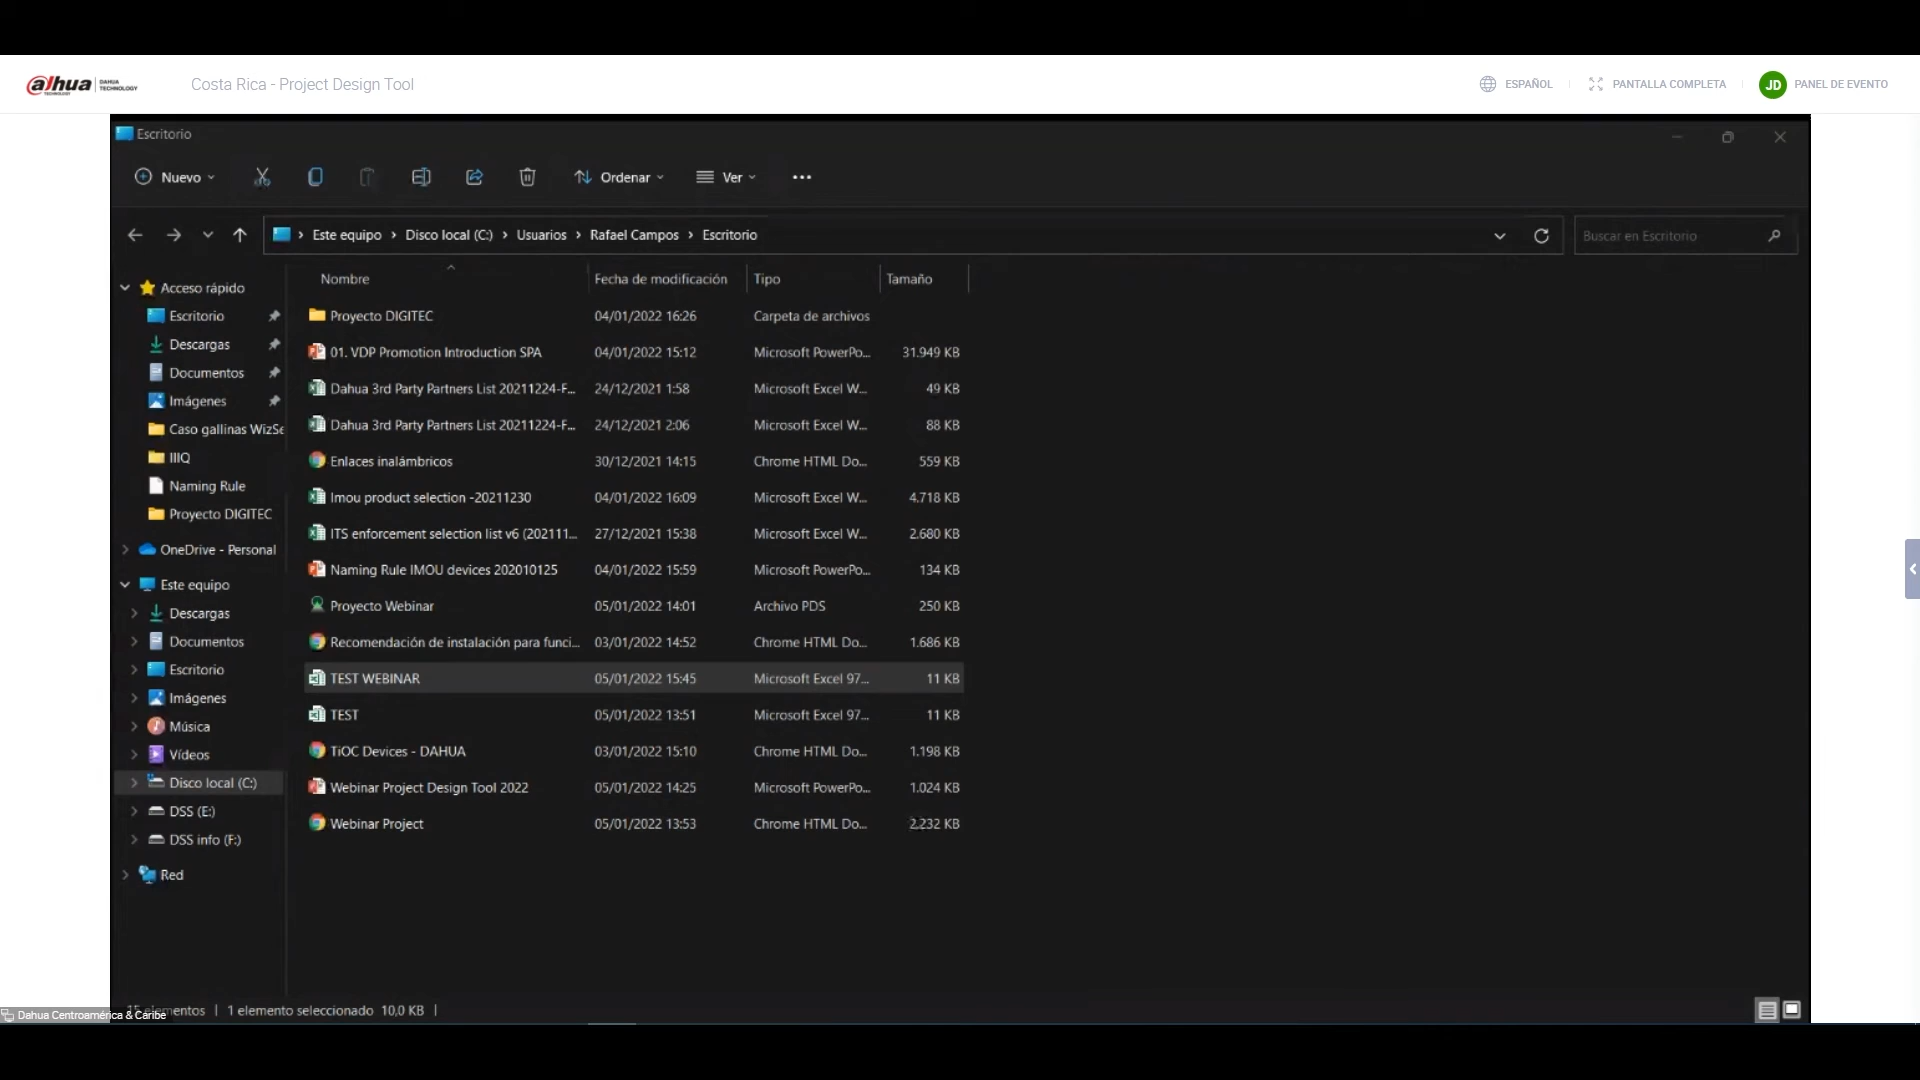 alhua TECHNOLOGY DAHUA TECHNOLOGY
Costa Rica - Project Design Tool
ESPAÑOL
PANTALLA COMPLETA
JD PANEL DE EVENTO
Escritorio
Nuevo
Ordenar
Ver
Este equipo > Disco local (C:) > Usuarios > Rafael Campos > Escritorio
Buscar en Escritorio
Nombre Fecha de modificación Tipo Tamaño
Acceso rápido
Escritorio
Descargas
Documentos
Imágenes
Caso gallinas WizSe
IIIQ
Naming Rule
Proyecto DIGITEC
OneDrive - Personal
Este equipo
Descargas
Documentos
Escritorio
Imágenes
Música
Vídeos
Disco local (C:)
DSS (E:)
DSS info (F:)
Red
Proyecto DIGITEC 04/01/2022 16:26 Carpeta de archivos
01. VDP Promotion Introduction SPA 04/01/2022 15:12 Microsoft PowerPo... 31.949 KB
Dahua 3rd Party Partners List 20211224-F... 24/12/2021 1:58 Microsoft Excel W... 49 KB
Dahua 3rd Party Partners List 20211224-F... 24/12/2021 2:06 Microsoft Excel W... 88 KB
Enlaces inalámbricos 30/12/2021 14:15 Chrome HTML Do... 559 KB
Imou product selection -20211230 04/01/2022 16:09 Microsoft Excel W... 4.718 KB
ITS enforcement selection list v6 (202111... 27/12/2021 15:38 Microsoft Excel W... 2.680 KB
Naming Rule IMOU devices 202010125 04/01/2022 15:59 Microsoft PowerPo... 134 KB
Proyecto Webinar 05/01/2022 14:01 Archivo PDS 250 KB
Recomendación de instalación para funci... 03/01/2022 14:52 Chrome HTML Do... 1.686 KB
TEST WEBINAR 05/01/2022 15:45 Microsoft Excel 97... 11 KB
TEST 05/01/2022 13:51 Microsoft Excel 97... 11 KB
TiOC Devices - DAHUA 03/01/2022 15:10 Chrome HTML Do... 1.198 KB
Webinar Project Design Tool 2022 05/01/2022 14:25 Microsoft PowerPo... 1.024 KB
Webinar Project 05/01/2022 13:53 Chrome HTML Do... 2.232 KB
15 elementos | 1 elemento seleccionado 10,0 KB |
Dahua Centroamérica & Caribe